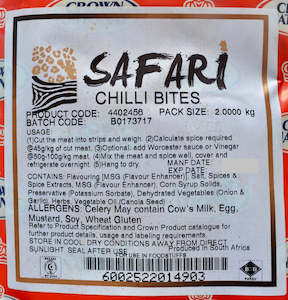 CROWN
SAFARI
CHILLI BITES
PRODUCT CODE: 4402456 PACK SIZE: 2.0000 kg
BATCH CODE: B0173717
USAGE:
(1)Cut the meat into strips and weigh. (2)Calculate spice required
@45g/kg of cut meat. (3)Optional: add Worcester sauce or Vinegar
@50g-100g/kg meat. (4)Mix the meat and spice well, cover and
refrigerate overnight. (5)Hang to dry.
MANF DATE
EXP DATE
CONTAINS: Flavouring [MSG (Flavour Enhancer)], Salt, Spices &
Spice Extracts, MSG (Flavour Enhancer), Corn Syrup Solids,
Preservative (Potassium Sorbate), Dehydrated Vegetables (Onion &
Garlic), Herbs, Vegetable Oil (Canola Seed)
ALLERGENS: Celery May contain Cow's Milk, Egg,
Mustard, Soy, Wheat Gluten
Refer to Product Specification and Crown Product catalogue for
further product details, usage and labeling requirements.
STORE IN COOL, DRY CONDITIONS AWAY FROM DIRECT
SUNLIGHT. SEAL AFTER USE Produced in South Africa
USE IN FOODSTUFFS
6002522014903